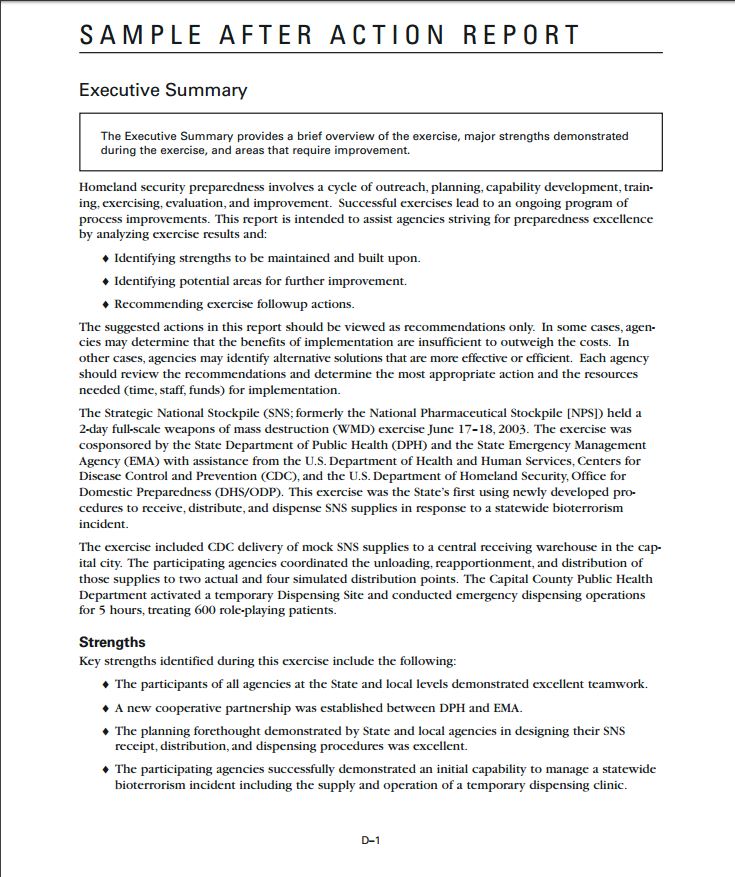 SAMPLE AFTER ACTION REPORT
Executive Summary
The Executive Summary provides a brief overview of the exercise, major strengths demonstrated
during the exercise, and areas that require improvement.
Homeland security preparedness involves a cycle of outreach, planning, capability development, train-
ing, exercising, evaluation, and improvement. Successful exercises lead to an ongoing program of
process improvements. This report is intended to assist agencies striving for preparedness excellence
by analyzing exercise results and:
♦ Identifying strengths to be maintained and built upon.
♦ Identifying potential areas for further improvement.
♦ Recommending exercise followup actions.
The suggested actions in this report should be viewed as recommendations only. In some cases, agen-
cies may determine that the benefits of implementation are insufficient to outweigh the costs. In
other cases, agencies may identify alternative solutions that are more effective or efficient. Each agency
should review the recommendations and determine the most appropriate action and the resources
needed (time, staff, funds) for implementation.
The Strategic National Stockpile (SNS; formerly the National Pharmaceutical Stockpile [NPS]) held a
2-day full-scale weapons of mass destruction (WMD) exercise June 17–18, 2003. The exercise was
cosponsored by the State Department of Public Health (DPH) and the State Emergency Management
Agency (EMA) with assistance from the U.S. Department of Health and Human Services, Centers for
Disease Control and Prevention (CDC), and the U.S. Department of Homeland Security, Office for
Domestic Preparedness (DHS/ODP). This exercise was the State's first using newly developed pro-
cedures to receive, distribute, and dispense SNS supplies in response to a statewide bioterrorism
incident.
The exercise included CDC delivery of mock SNS supplies to a central receiving warehouse in the cap-
ital city. The participating agencies coordinated the unloading, reapportionment, and distribution of
those supplies to two actual and four simulated distribution points. The Capital County Public Health
Department activated a temporary Dispensing Site and conducted emergency dispensing operations
for 5 hours, treating 600 role-playing patients.
Strengths
Key strengths identified during this exercise include the following:
♦ The participants of all agencies at the State and local levels demonstrated excellent teamwork.
♦ A new cooperative partnership was established between DPH and EMA.
♦ The planning forethought demonstrated by State and local agencies in designing their SNS
receipt, distribution, and dispensing procedures was excellent.
♦ The participating agencies successfully demonstrated an initial capability to manage a statewide
bioterrorism incident including the supply and operation of a temporary dispensing clinic.
D–1